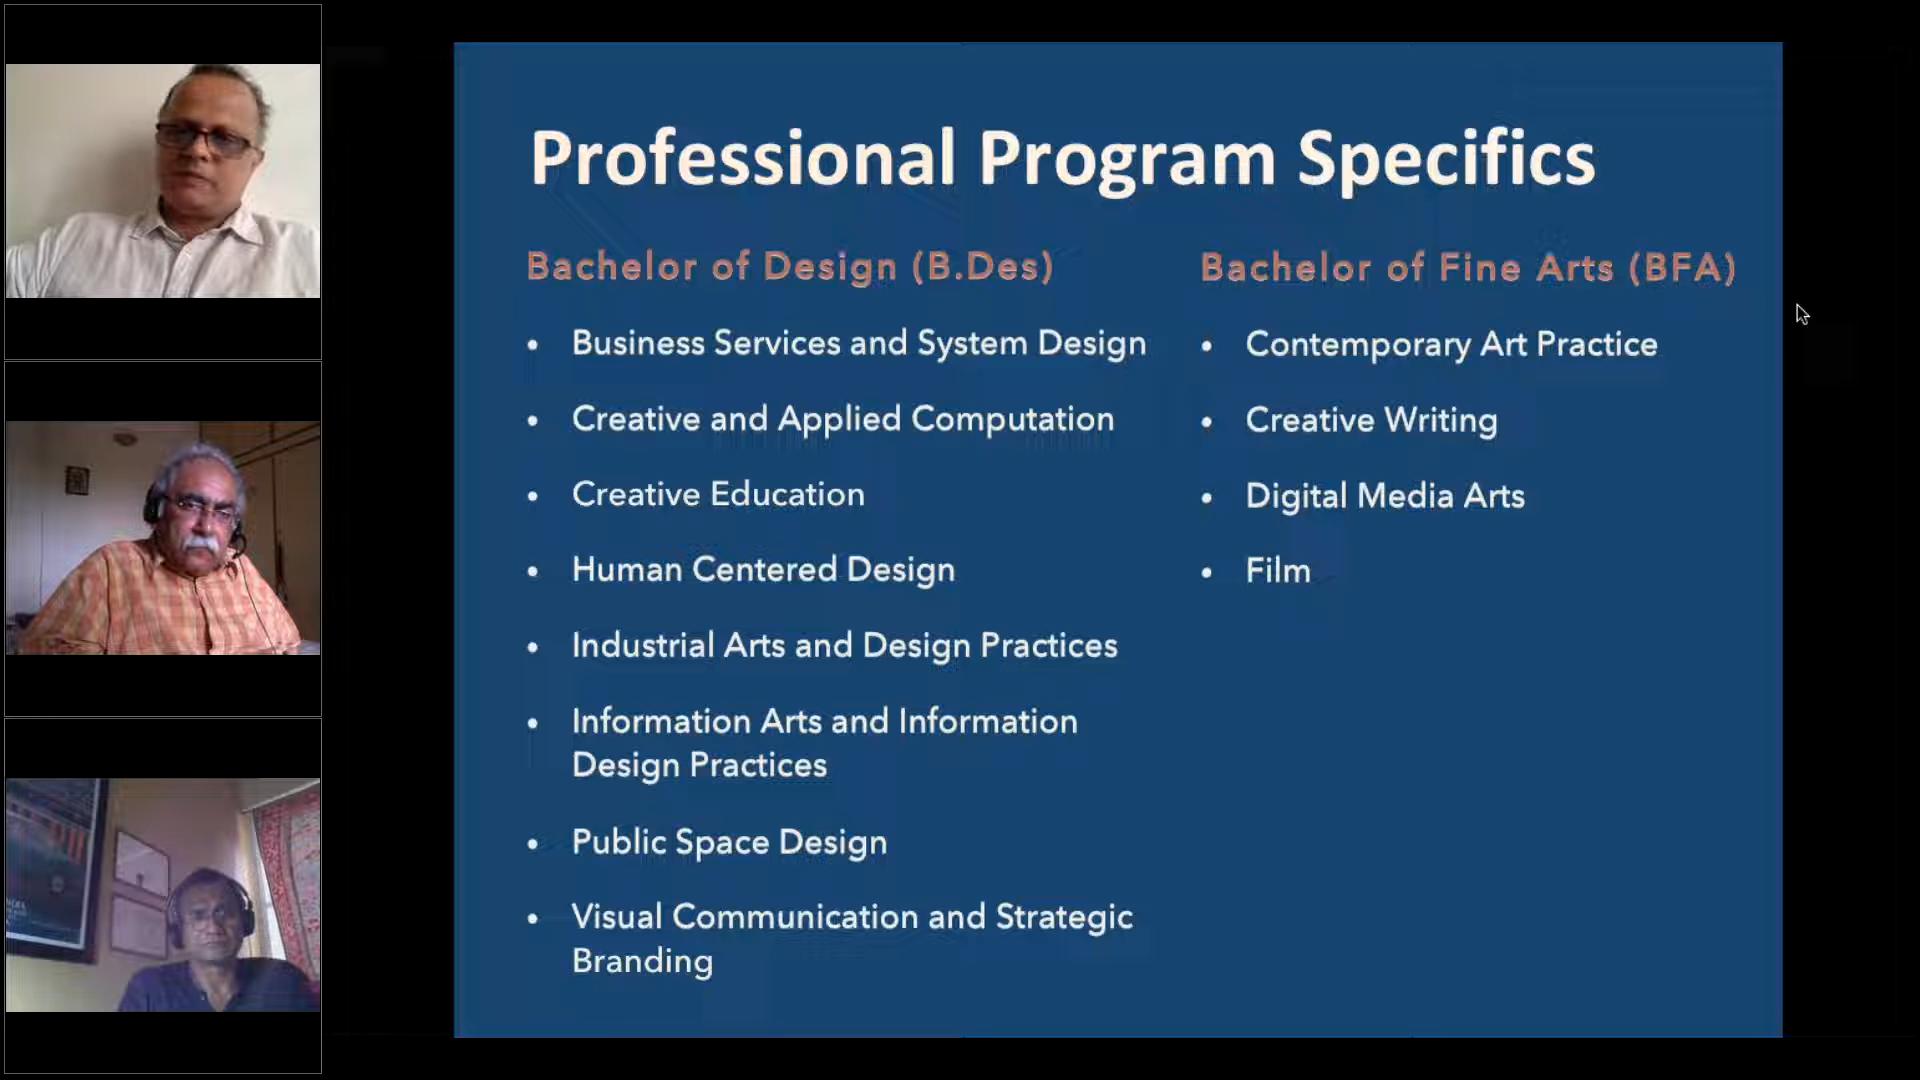 Professional Program Specifics
Bachelor of Design (B.Des)
• Business Services and System Design
• Creative and Applied Computation
• Creative Education
• Human Centered Design
• Industrial Arts and Design Practices
• Information Arts and Information
Design Practices
• Public Space Design
• Visual Communication and Strategic
Branding
Bachelor of Fine Arts (BFA)
• Contemporary Art Practice
• Creative Writing
• Digital Media Arts
• Film